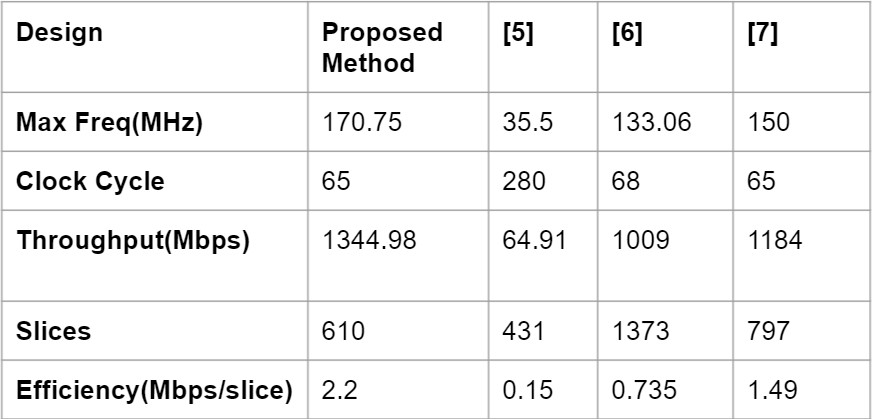 Design Proposed Method [5] [6] [7]
Max Freq(MHz) 170.75 35.5 133.06 150
Clock Cycle 65 280 68 65
Throughput(Mbps) 1344.98 64.91 1009 1184
Slices 610 431 1373 797
Efficiency(Mbps/slice) 2.2 0.15 0.735 1.49